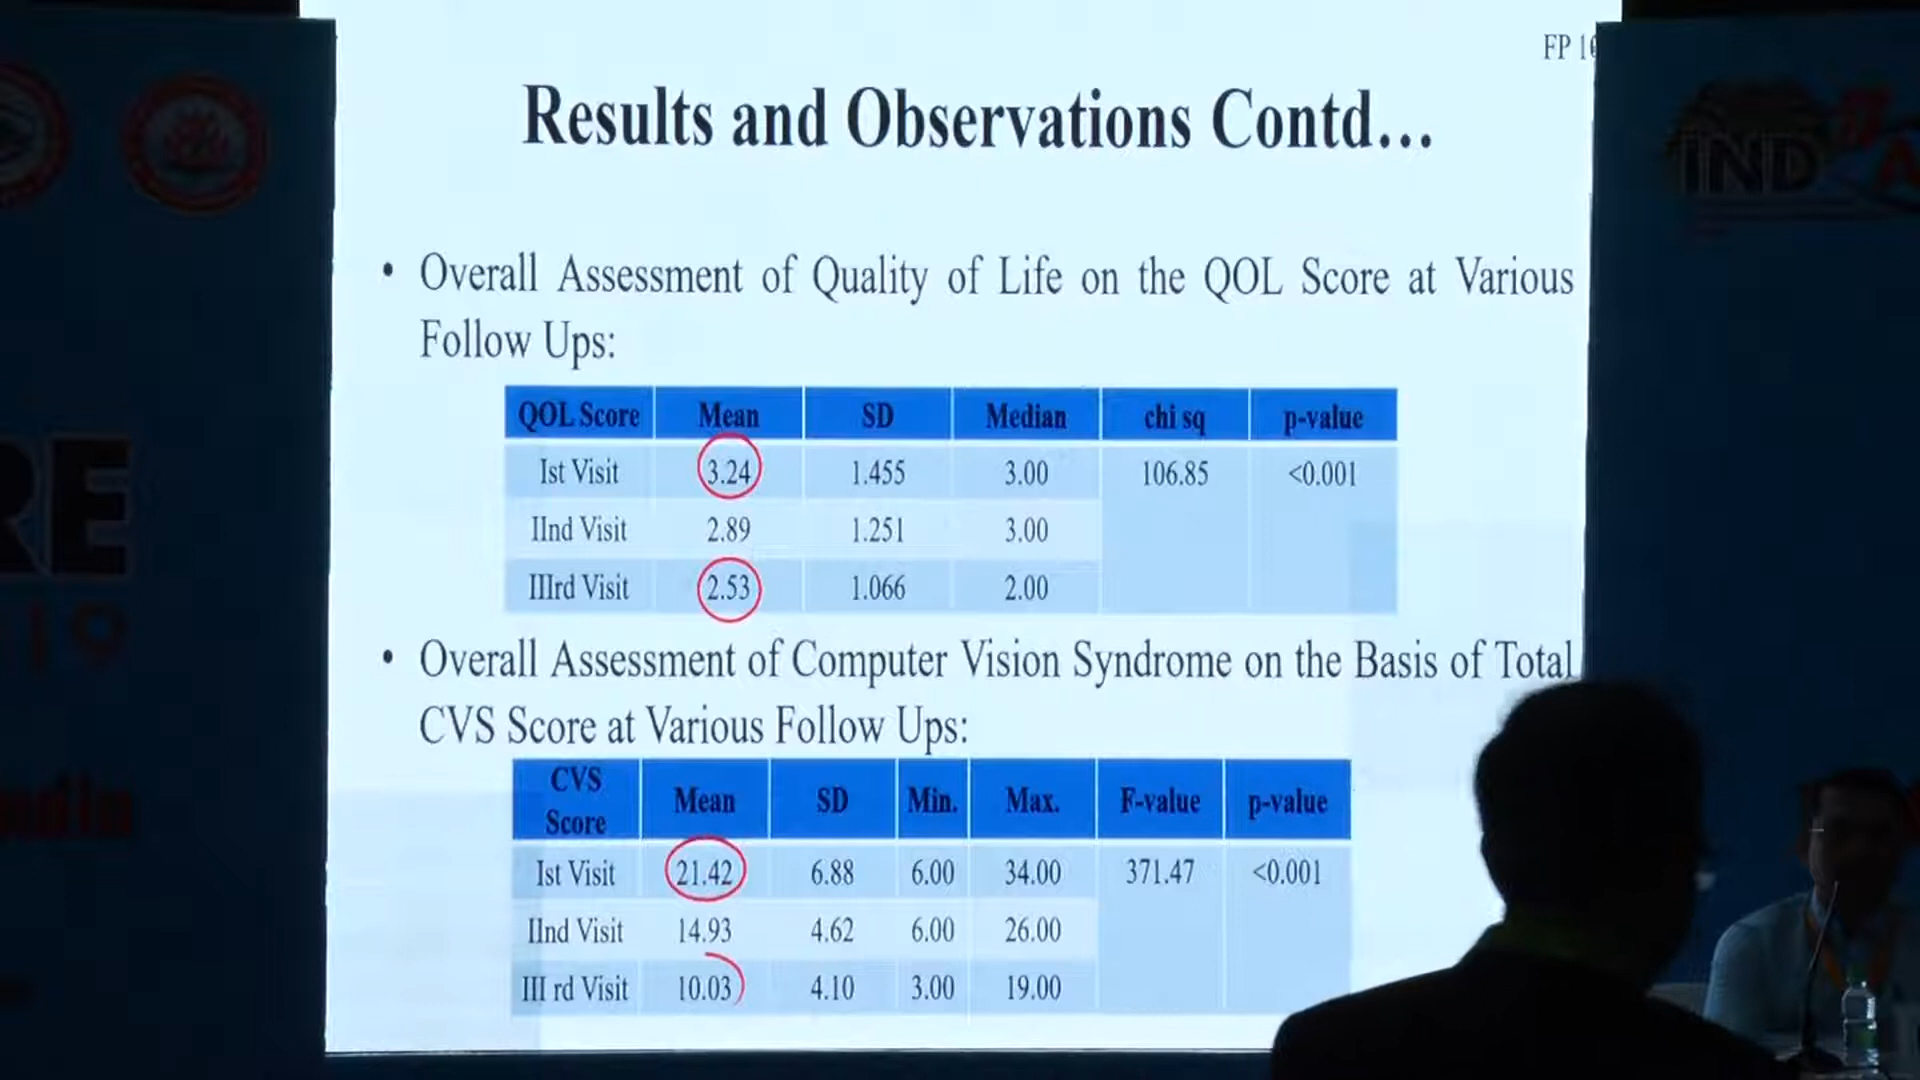 FP 10
Results and Observations Contd...
• Overall Assessment of Quality of Life on the QOL Score at Various
Follow Ups:
QOL Score Mean SD Median chi sq p-value
Ist Visit 3.24 1.455 3.00 106.85 <0.001
IInd Visit 2.89 1.251 3.00
IIIrd Visit 2.53 1.066 2.00
• Overall Assessment of Computer Vision Syndrome on the Basis of Total
CVS Score at Various Follow Ups:
CVS Score Mean SD Min. Max. F-value p-value
Ist Visit 21.42 6.88 6.00 34.00 371.47 <0.001
IInd Visit 14.93 4.62 6.00 26.00
III rd Visit 10.03 4.10 3.00 19.00
RE
19
India
IND